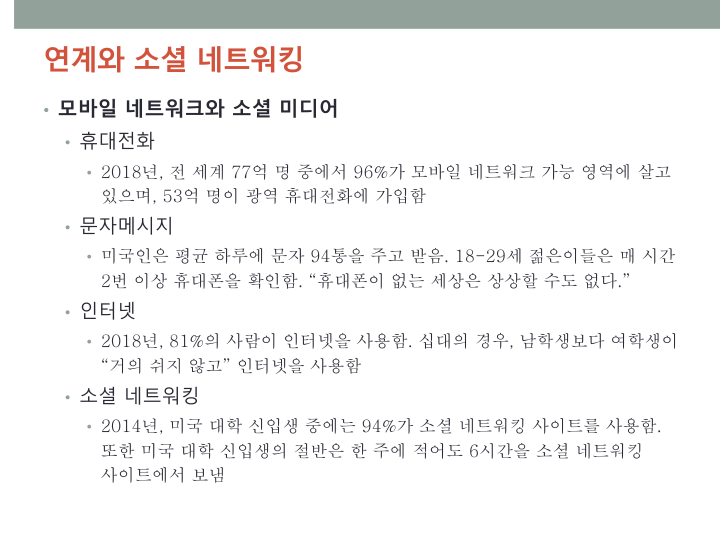 연계와 소셜 네트워킹
• 모바일 네트워크와 소셜 미디어
• 휴대전화
• 2018년, 전 세계 77억 명 중에서 96%가 모바일 네트워크 가능 영역에 살고
있으며, 53억 명이 광역 휴대전화에 가입함
• 문자메시지
• 미국인은 평균 하루에 문자 94통을 주고 받음. 18-29세 젊은이들은 매 시간
2번 이상 휴대폰을 확인함. “휴대폰이 없는 세상은 상상할 수도 없다.”
• 인터넷
• 2018년, 81%의 사람이 인터넷을 사용함. 십대의 경우, 남학생보다 여학생이
“거의 쉬지 않고” 인터넷을 사용함
• 소셜 네트워킹
• 2014년, 미국 대학 신입생 중에는 94%가 소셜 네트워킹 사이트를 사용함.
또한 미국 대학 신입생의 절반은 한 주에 적어도 6시간을 소셜 네트워킹
사이트에서 보냄